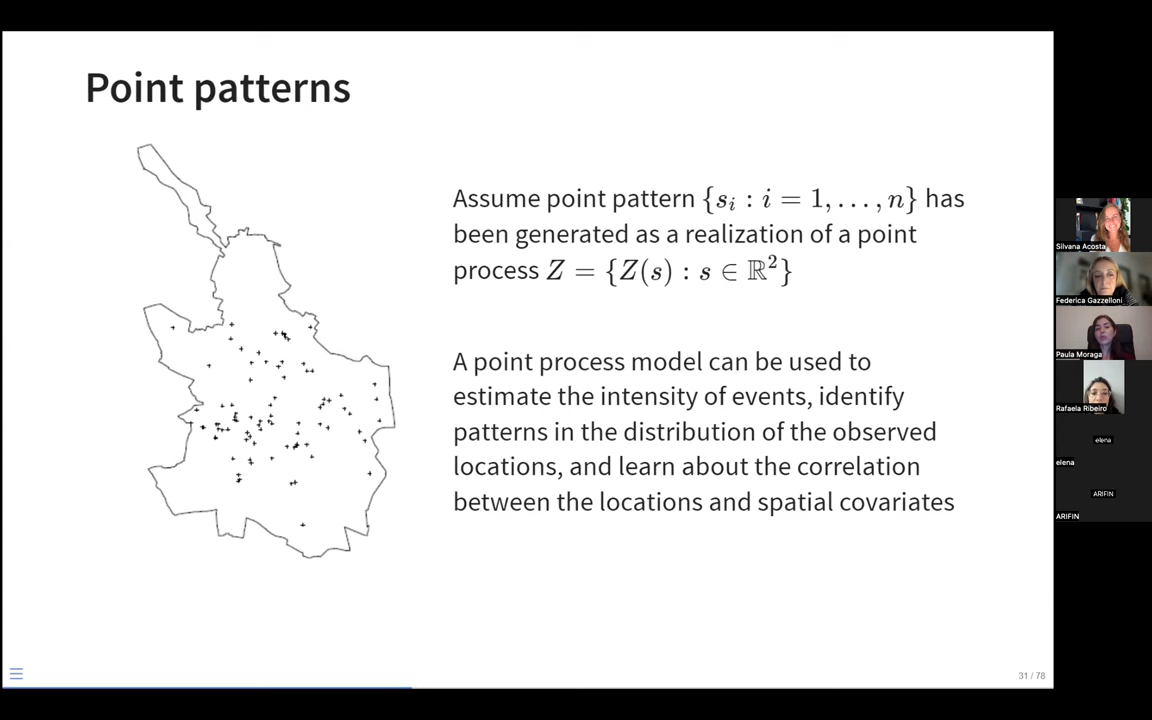 Point patterns
Assume point pattern {sᵢ : i = 1, . . . , n} has
been generated as a realization of a point
process Z = {Z(s) : s ∈ ℝ²}
A point process model can be used to
estimate the intensity of events, identify
patterns in the distribution of the observed
locations, and learn about the correlation
between the locations and spatial covariates
31 / 78
Silvana Acosta
Federica Gazzelloni
Paula Moraga
Rafaela Ribeiro
elena
elena
ARIFIN
ARIFIN